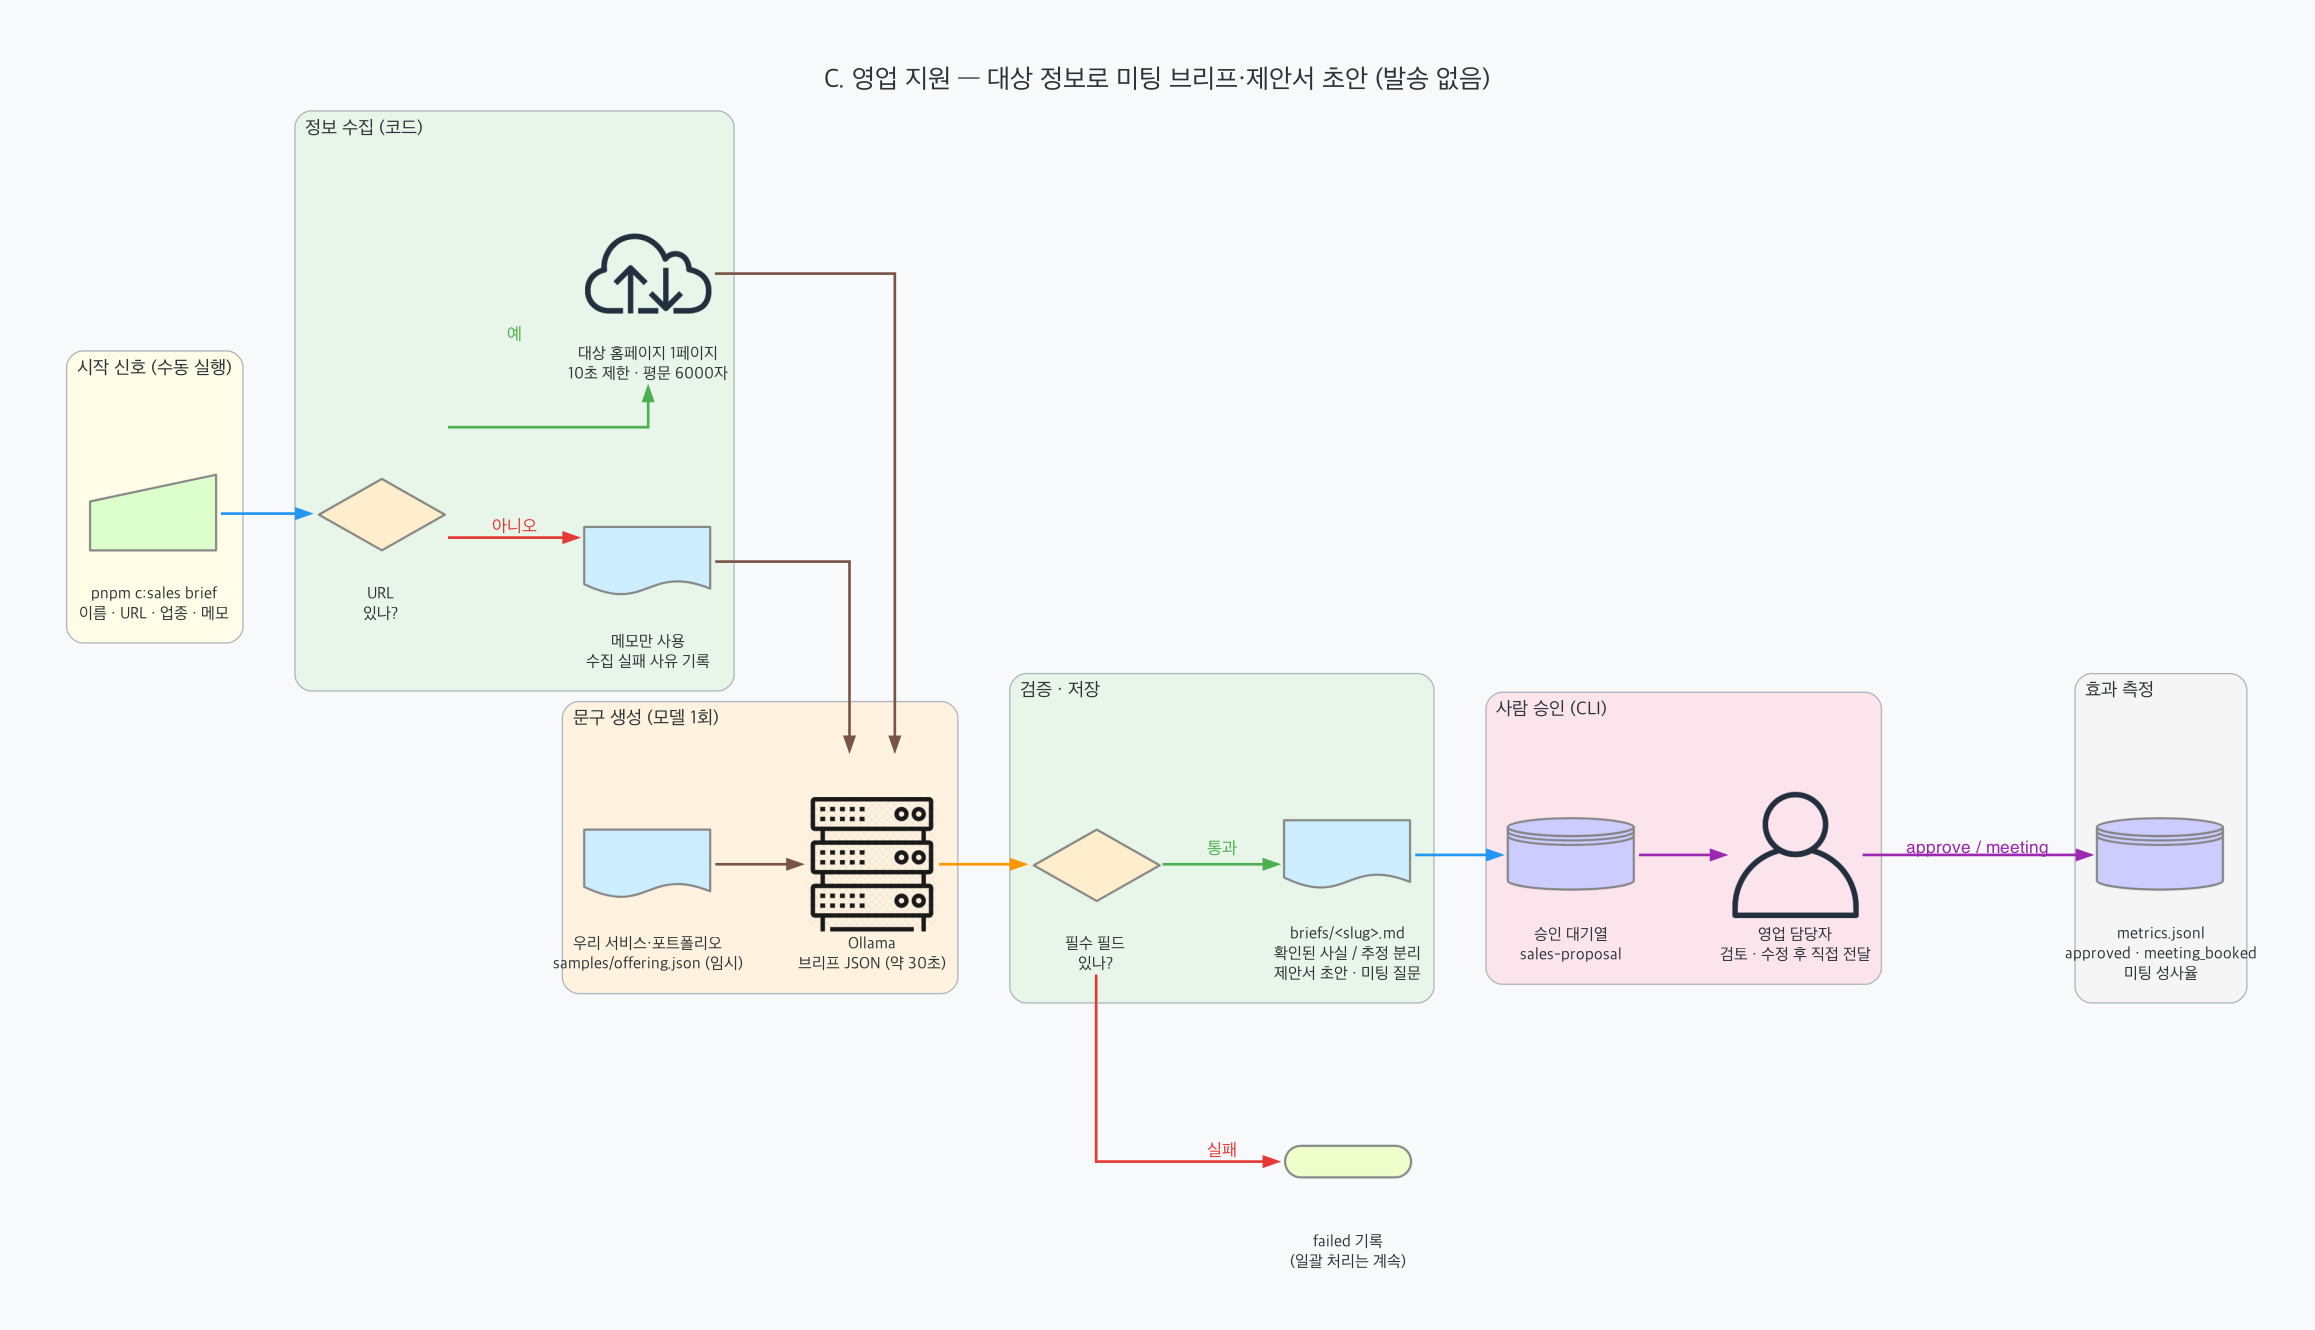 C. 영업 지원 — 대상 정보로 미팅 브리프·제안서 초안 (발송 없음)
정보 수집 (코드)
예
대상 홈페이지 1페이지
10초 제한 · 평문 6000자
시작 신호 (수동 실행)
pnpm c:sales brief
이름 · URL · 업종 · 메모
URL
있나?
아니오
메모만 사용
수집 실패 사유 기록
문구 생성 (모델 1회)
우리 서비스·포트폴리오
samples/offering.json (임시)
Ollama
브리프 JSON (약 30초)
검증 · 저장
필수 필드
있나?
통과
briefs/<slug>.md
확인된 사실 / 추정 분리
제안서 초안 · 미팅 질문
실패
failed 기록
(일괄 처리는 계속)
사람 승인 (CLI)
승인 대기열
sales-proposal
영업 담당자
검토 · 수정 후 직접 전달
approve / meeting
효과 측정
metrics.jsonl
approved · meeting_booked
미팅 성사율